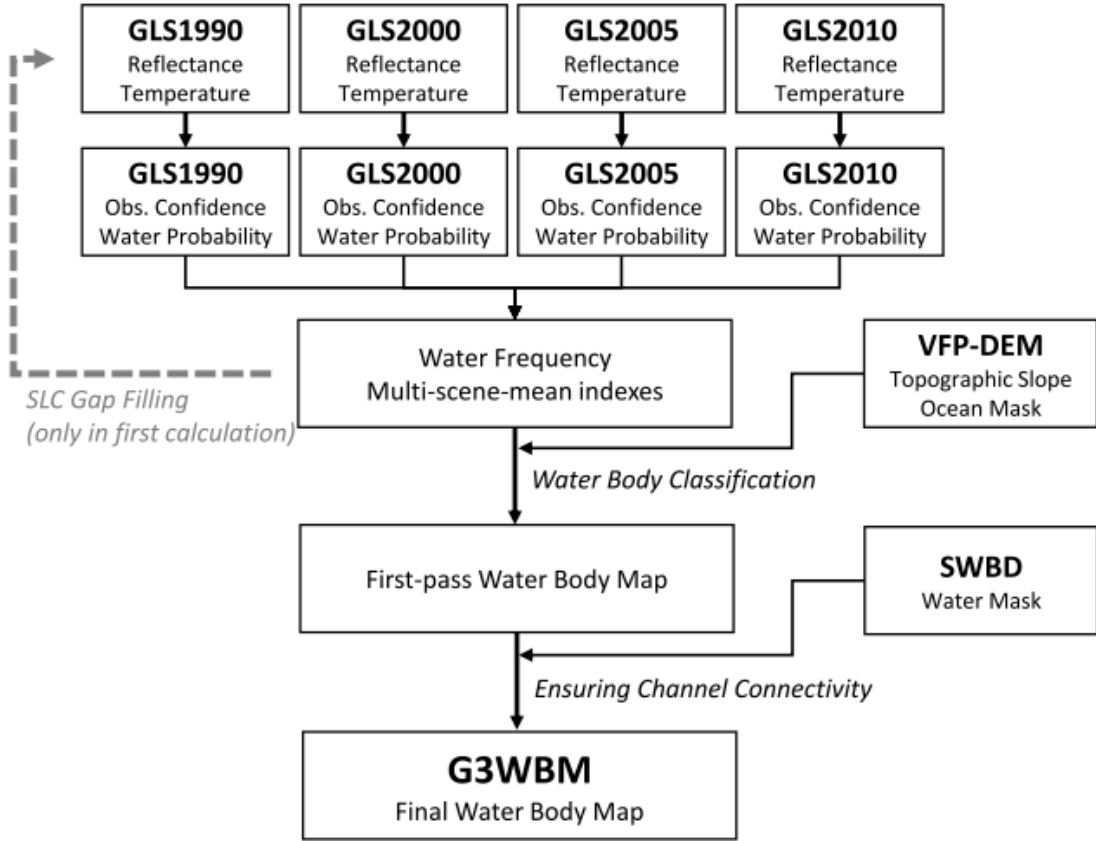 GLS1990
Reflectance
Temperature
GLS2000
Reflectance
Temperature
GLS2005
Reflectance
Temperature
GLS2010
Reflectance
Temperature
GLS1990
Obs. Confidence
Water Probability
GLS2000
Obs. Confidence
Water Probability
GLS2005
Obs. Confidence
Water Probability
GLS2010
Obs. Confidence
Water Probability
Water Frequency
Multi-scene-mean indexes
VFP-DEM
Topographic Slope
Ocean Mask
SLC Gap Filling
(only in first calculation)
Water Body Classification
First-pass Water Body Map
SWBD
Water Mask
Ensuring Channel Connectivity
G3WBM
Final Water Body Map